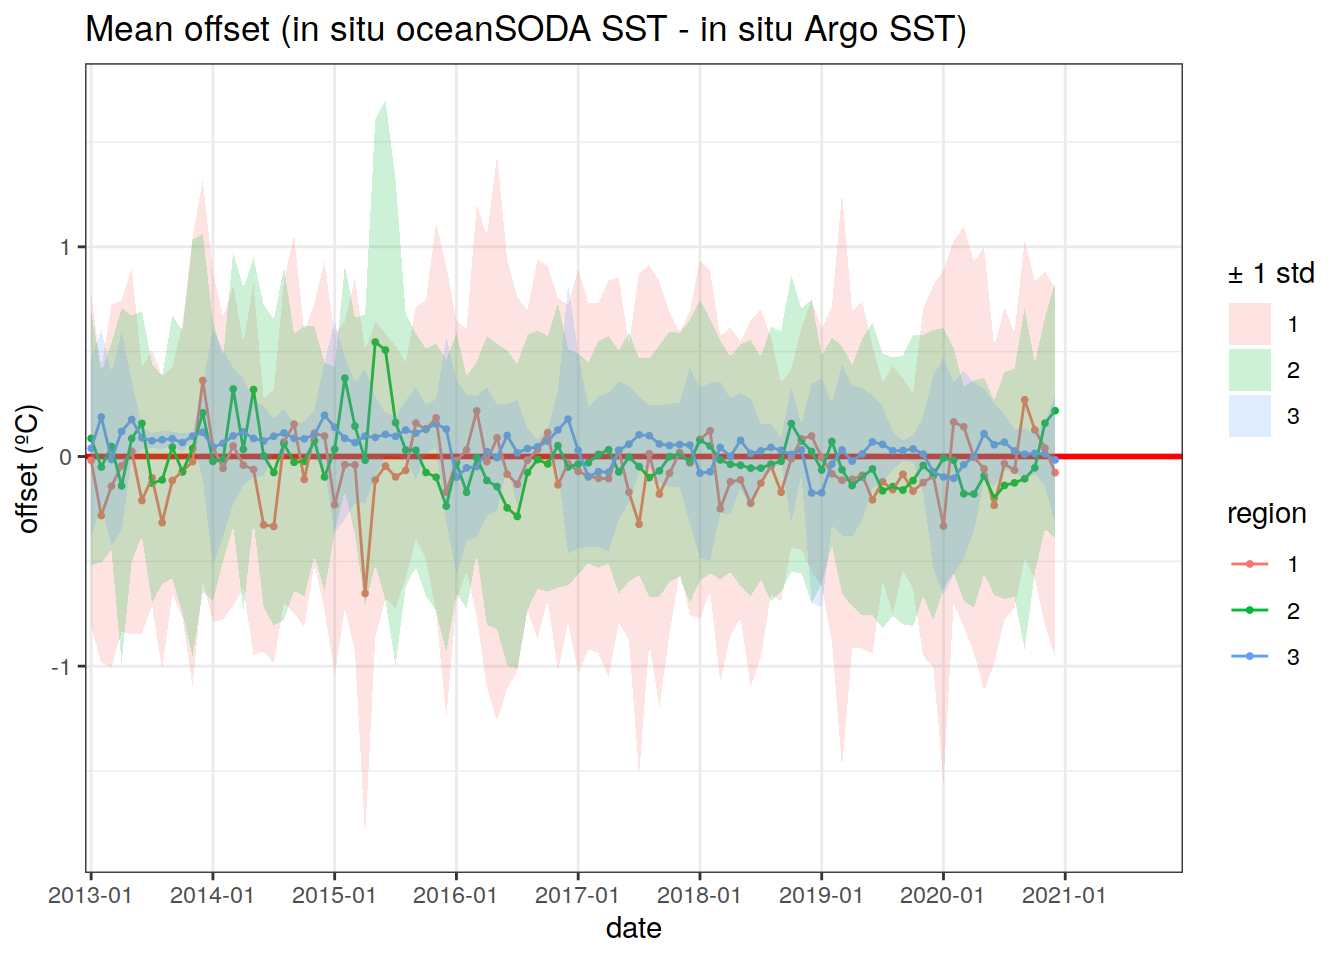 Mean offset (in situ oceanSODA SST - in situ Argo SST)
offset (ºC)
1
0
-1
2013-01 2014-01 2015-01 2016-01 2017-01 2018-01 2019-01 2020-01 2021-01
date
± 1 std
1
2
3
region
1
2
3